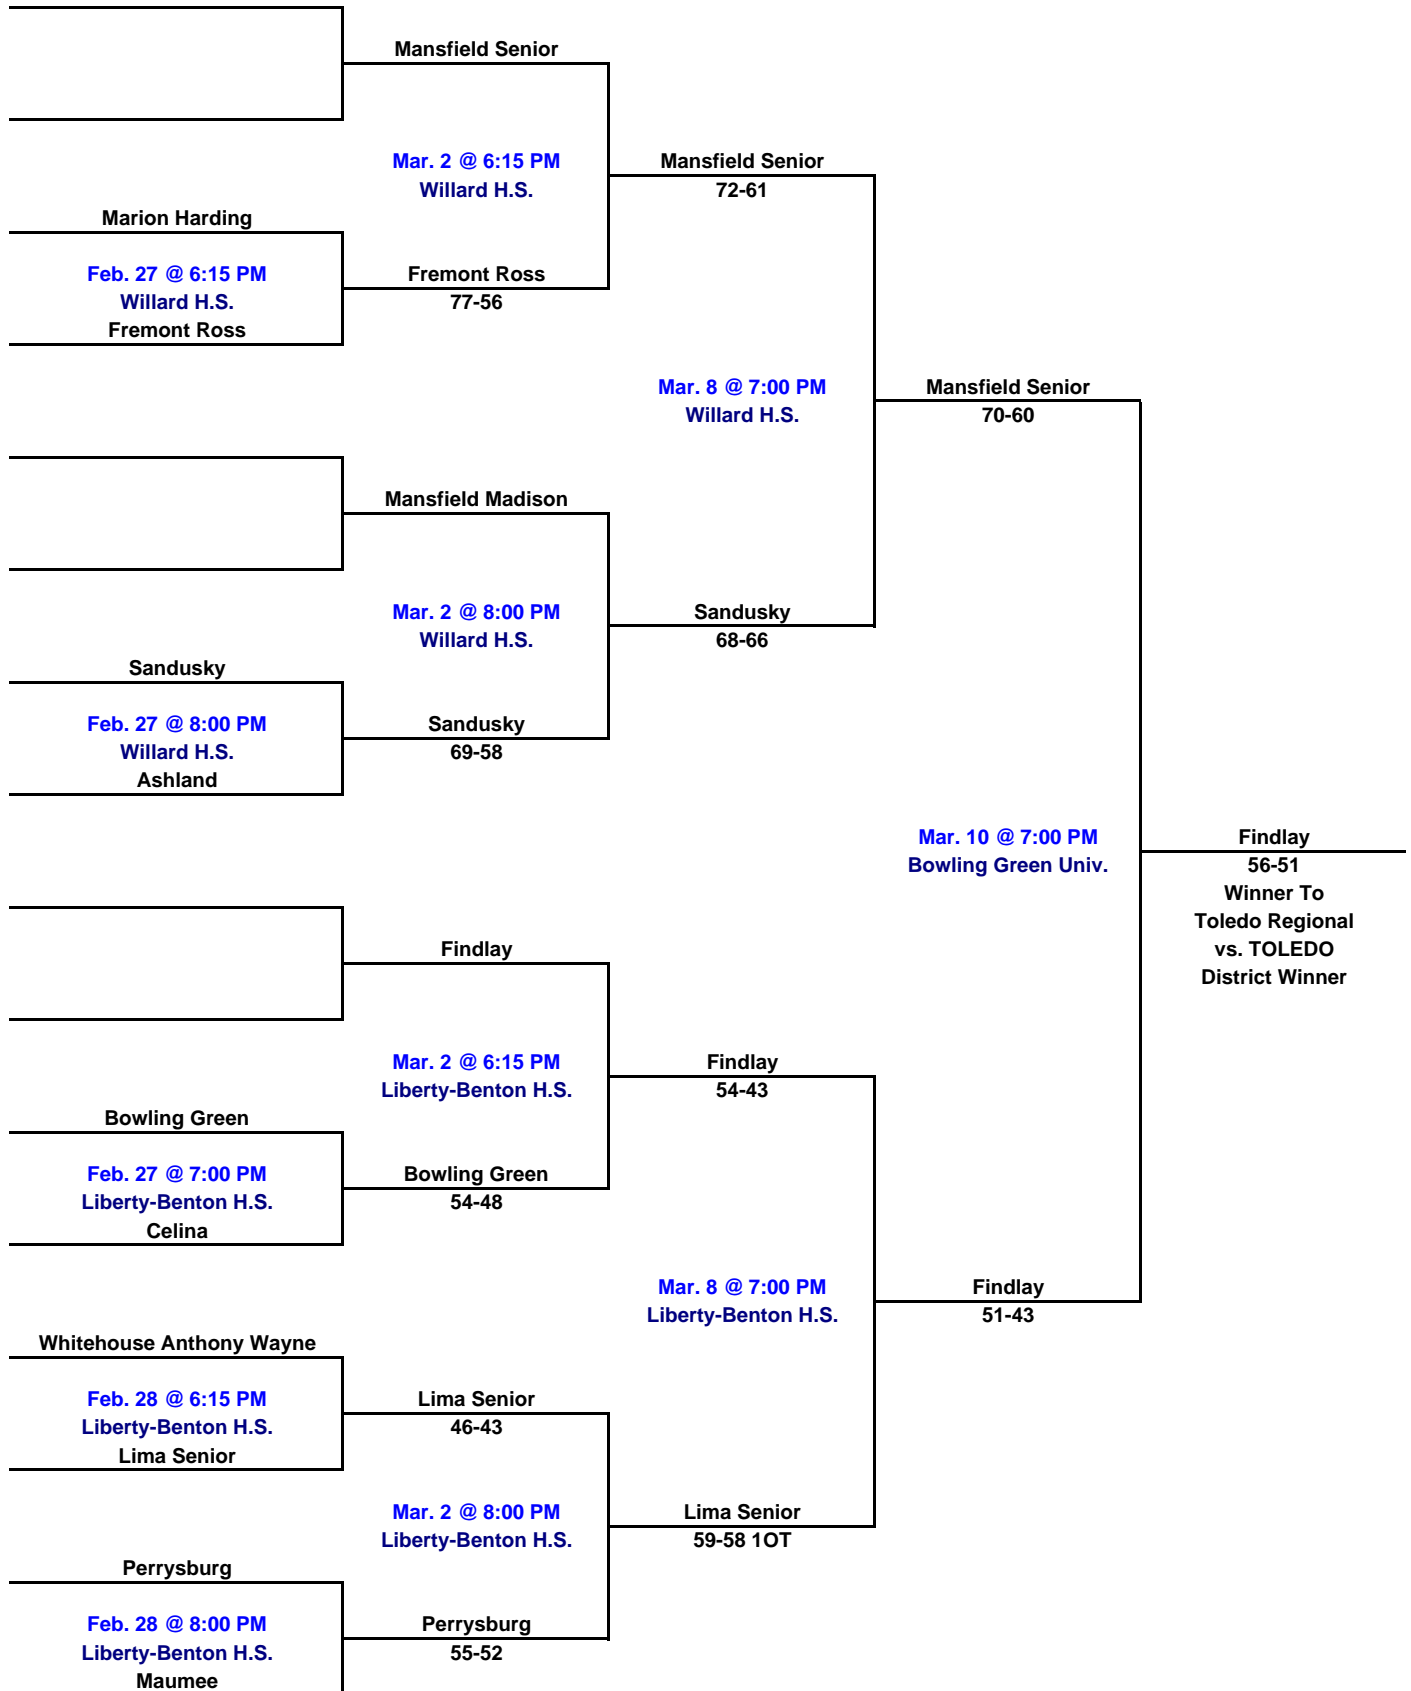 Mansfield Senior
Mar. 2 @ 6:15 PM
Willard H.S.
Mansfield Senior
72-61
Marion Harding
Feb. 27 @ 6:15 PM
Willard H.S.
Fremont Ross
Fremont Ross
77-56
Mar. 8 @ 7:00 PM
Willard H.S.
Mansfield Senior
70-60
Mansfield Madison
Mar. 2 @ 8:00 PM
Willard H.S.
Sandusky
68-66
Sandusky
Feb. 27 @ 8:00 PM
Willard H.S.
Ashland
Sandusky
69-58
Mar. 10 @ 7:00 PM
Bowling Green Univ.
Findlay
56-51
Winner To
Toledo Regional
vs. TOLEDO
District Winner
Findlay
Mar. 2 @ 6:15 PM
Liberty-Benton H.S.
Findlay
54-43
Bowling Green
Feb. 27 @ 7:00 PM
Liberty-Benton H.S.
Celina
Bowling Green
54-48
Mar. 8 @ 7:00 PM
Liberty-Benton H.S.
Findlay
51-43
Whitehouse Anthony Wayne
Feb. 28 @ 6:15 PM
Liberty-Benton H.S.
Lima Senior
Lima Senior
46-43
Mar. 2 @ 8:00 PM
Liberty-Benton H.S.
Lima Senior
59-58 1OT
Perrysburg
Feb. 28 @ 8:00 PM
Liberty-Benton H.S.
Maumee
Perrysburg
55-52